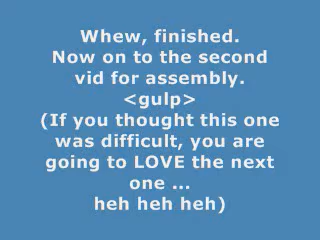 Whew, finished.
Now on to the second
vid for assembly.
<gulp>
(If you thought this one
was difficult, you are
going to LOVE the next
one ...
heh heh heh)